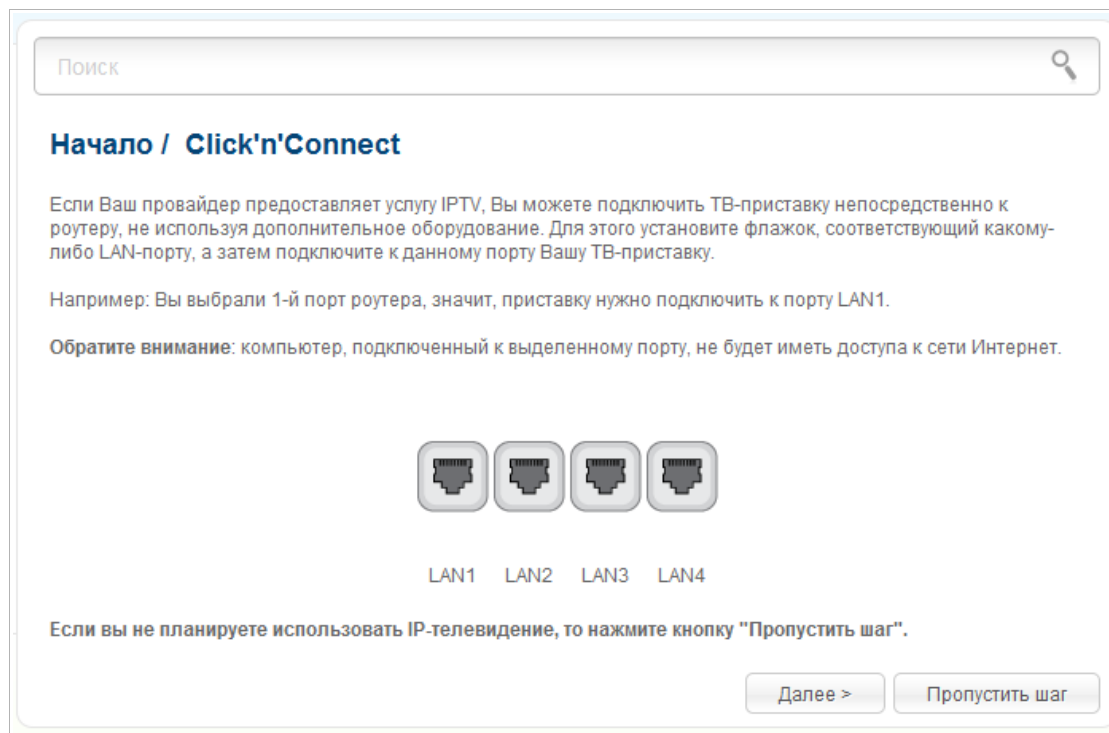 Поиск
Начало / Click'n'Connect
Если Ваш провайдер предоставляет услугу IPTV, Вы можете подключить ТВ-приставку непосредственно к
роутеру, не используя дополнительное оборудование. Для этого установите флажок, соответствующий какому-
либо LAN-порту, а затем подключите к данному порту Вашу ТВ-приставку.
Например: Вы выбрали 1-й порт роутера, значит, приставку нужно подключить к порту LAN1.
Обратите внимание: компьютер, подключенный к выделенному порту, не будет иметь доступа к сети Интернет.
LAN1 LAN2 LAN3 LAN4
Если вы не планируете использовать IP-телевидение, то нажмите кнопку "Пропустить шаг".
Далее > Пропустить шаг